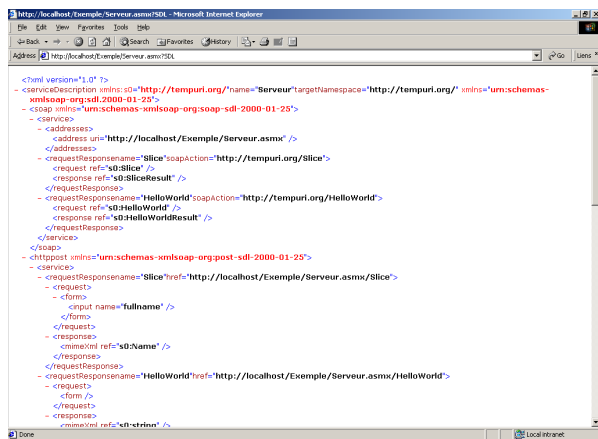 http://localhost/Exemple/Serveur.asmx?SDL - Microsoft Internet Explorer
File Edit View Favorites Tools Help
Back Search Favorites History
Address http://localhost/Exemple/Serveur.asmx?SDL Go Liens »
<?xml version="1.0" ?>
- <serviceDescription xmlns:s0="http://tempuri.org/"name="Serveur"targetNamespace="http://tempuri.org/" xmlns="urn:schemas-
xmlsoap-org:sdl.2000-01-25">
- <soap xmlns="urn:schemas-xmlsoap-org:soap-sdl-2000-01-25">
- <service>
- <addresses>
<address uri="http://localhost/Exemple/Serveur.asmx" />
</addresses>
- <requestResponsename="Slice"soapAction="http://tempuri.org/Slice">
<request ref="s0:Slice" />
<response ref="s0:SliceResult" />
</requestResponse>
- <requestResponsename="HelloWorld"soapAction="http://tempuri.org/HelloWorld">
<request ref="s0:HelloWorld" />
<response ref="s0:HelloWorldResult" />
</requestResponse>
</service>
</soap>
- <httppost xmlns="urn:schemas-xmlsoap-org:post-sdl-2000-01-25">
- <service>
- <requestResponsename="Slice"href="http://localhost/Exemple/Serveur.asmx/Slice">
- <request>
- <form>
<input name="fullname" />
</form>
</request>
- <response>
<mimeXml ref="s0:Name" />
</response>
</requestResponse>
- <requestResponsename="HelloWorld"href="http://localhost/Exemple/Serveur.asmx/HelloWorld">
- <request>
<form />
</request>
- <response>
<mimeXml ref="s0:string" />
Done Local intranet